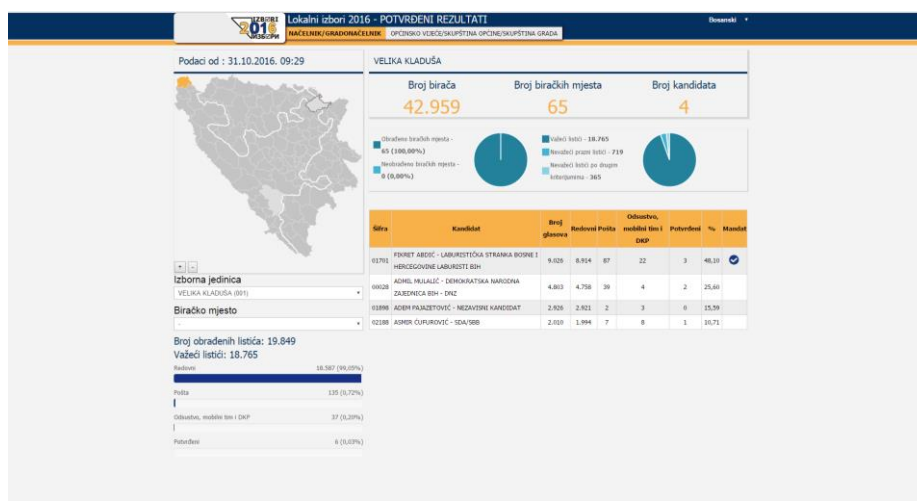 IZBORI
2016
ИЗБОРИ
Lokalni izbori 2016 - POTVRĐENI REZULTATI
Bosanski
NAČELNIK/GRADONAČELNIK OPĆINSKO VIJEĆE/SKUPŠTINA OPĆINE/SKUPŠTINA GRADA
Podaci od : 31.10.2016. 09:29
VELIKA KLADUŠA
Broj birača Broj biračkih mjesta Broj kandidata
42.959 65 4
Obrađeno biračkih mjesta -
65 (100,00%)
Neobrađeno biračkih mjesta -
0 (0,00%)
Važeći listići - 18.765
Nevažeći prazni listići - 719
Nevažeći listići po drugim
kriterijumima - 365
Šifra Kandidat Broj glasova Redovni Pošta Odsustvo, mobilni tim i DKP Potvrđeni % Mandat
01701 FIKRET ABDIĆ - LABURISTIČKA STRANKA BOSNE I HERCEGOVINE LABURISTI BIH 9.026 8.914 87 22 3 48,10
00028 ADMIL MULALIĆ - DEMOKRATSKA NARODNA ZAJEDNICA BIH - DNZ 4.803 4.758 39 4 2 25,60
01898 ADEM PAJAZETOVIĆ - NEZAVISNI KANDIDAT 2.926 2.921 2 3 0 15,59
02188 ASMIR ĆUFUROVIĆ - SDA/SBB 2.010 1.994 7 8 1 10,71
+ -
Izborna jedinica
VELIKA KLADUŠA (001)
Biračko mjesto
-
Broj obrađenih listića: 19.849
Važeći listići: 18.765
Redovni 18.587 (99,05%)
Pošta 135 (0,72%)
Odsustvo, mobilni tim i DKP 37 (0,20%)
Potvrđeni 6 (0,03%)